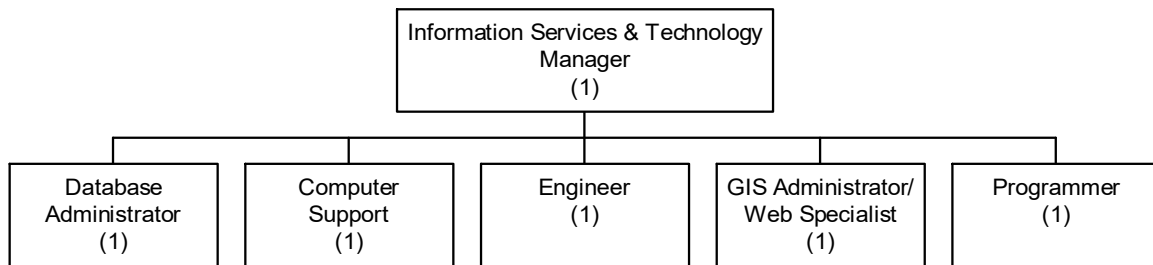 Information Services & Technology
Manager
(1)
Database
Administrator
(1)
Computer
Support
(1)
Engineer
(1)
GIS Administrator/
Web Specialist
(1)
Programmer
(1)